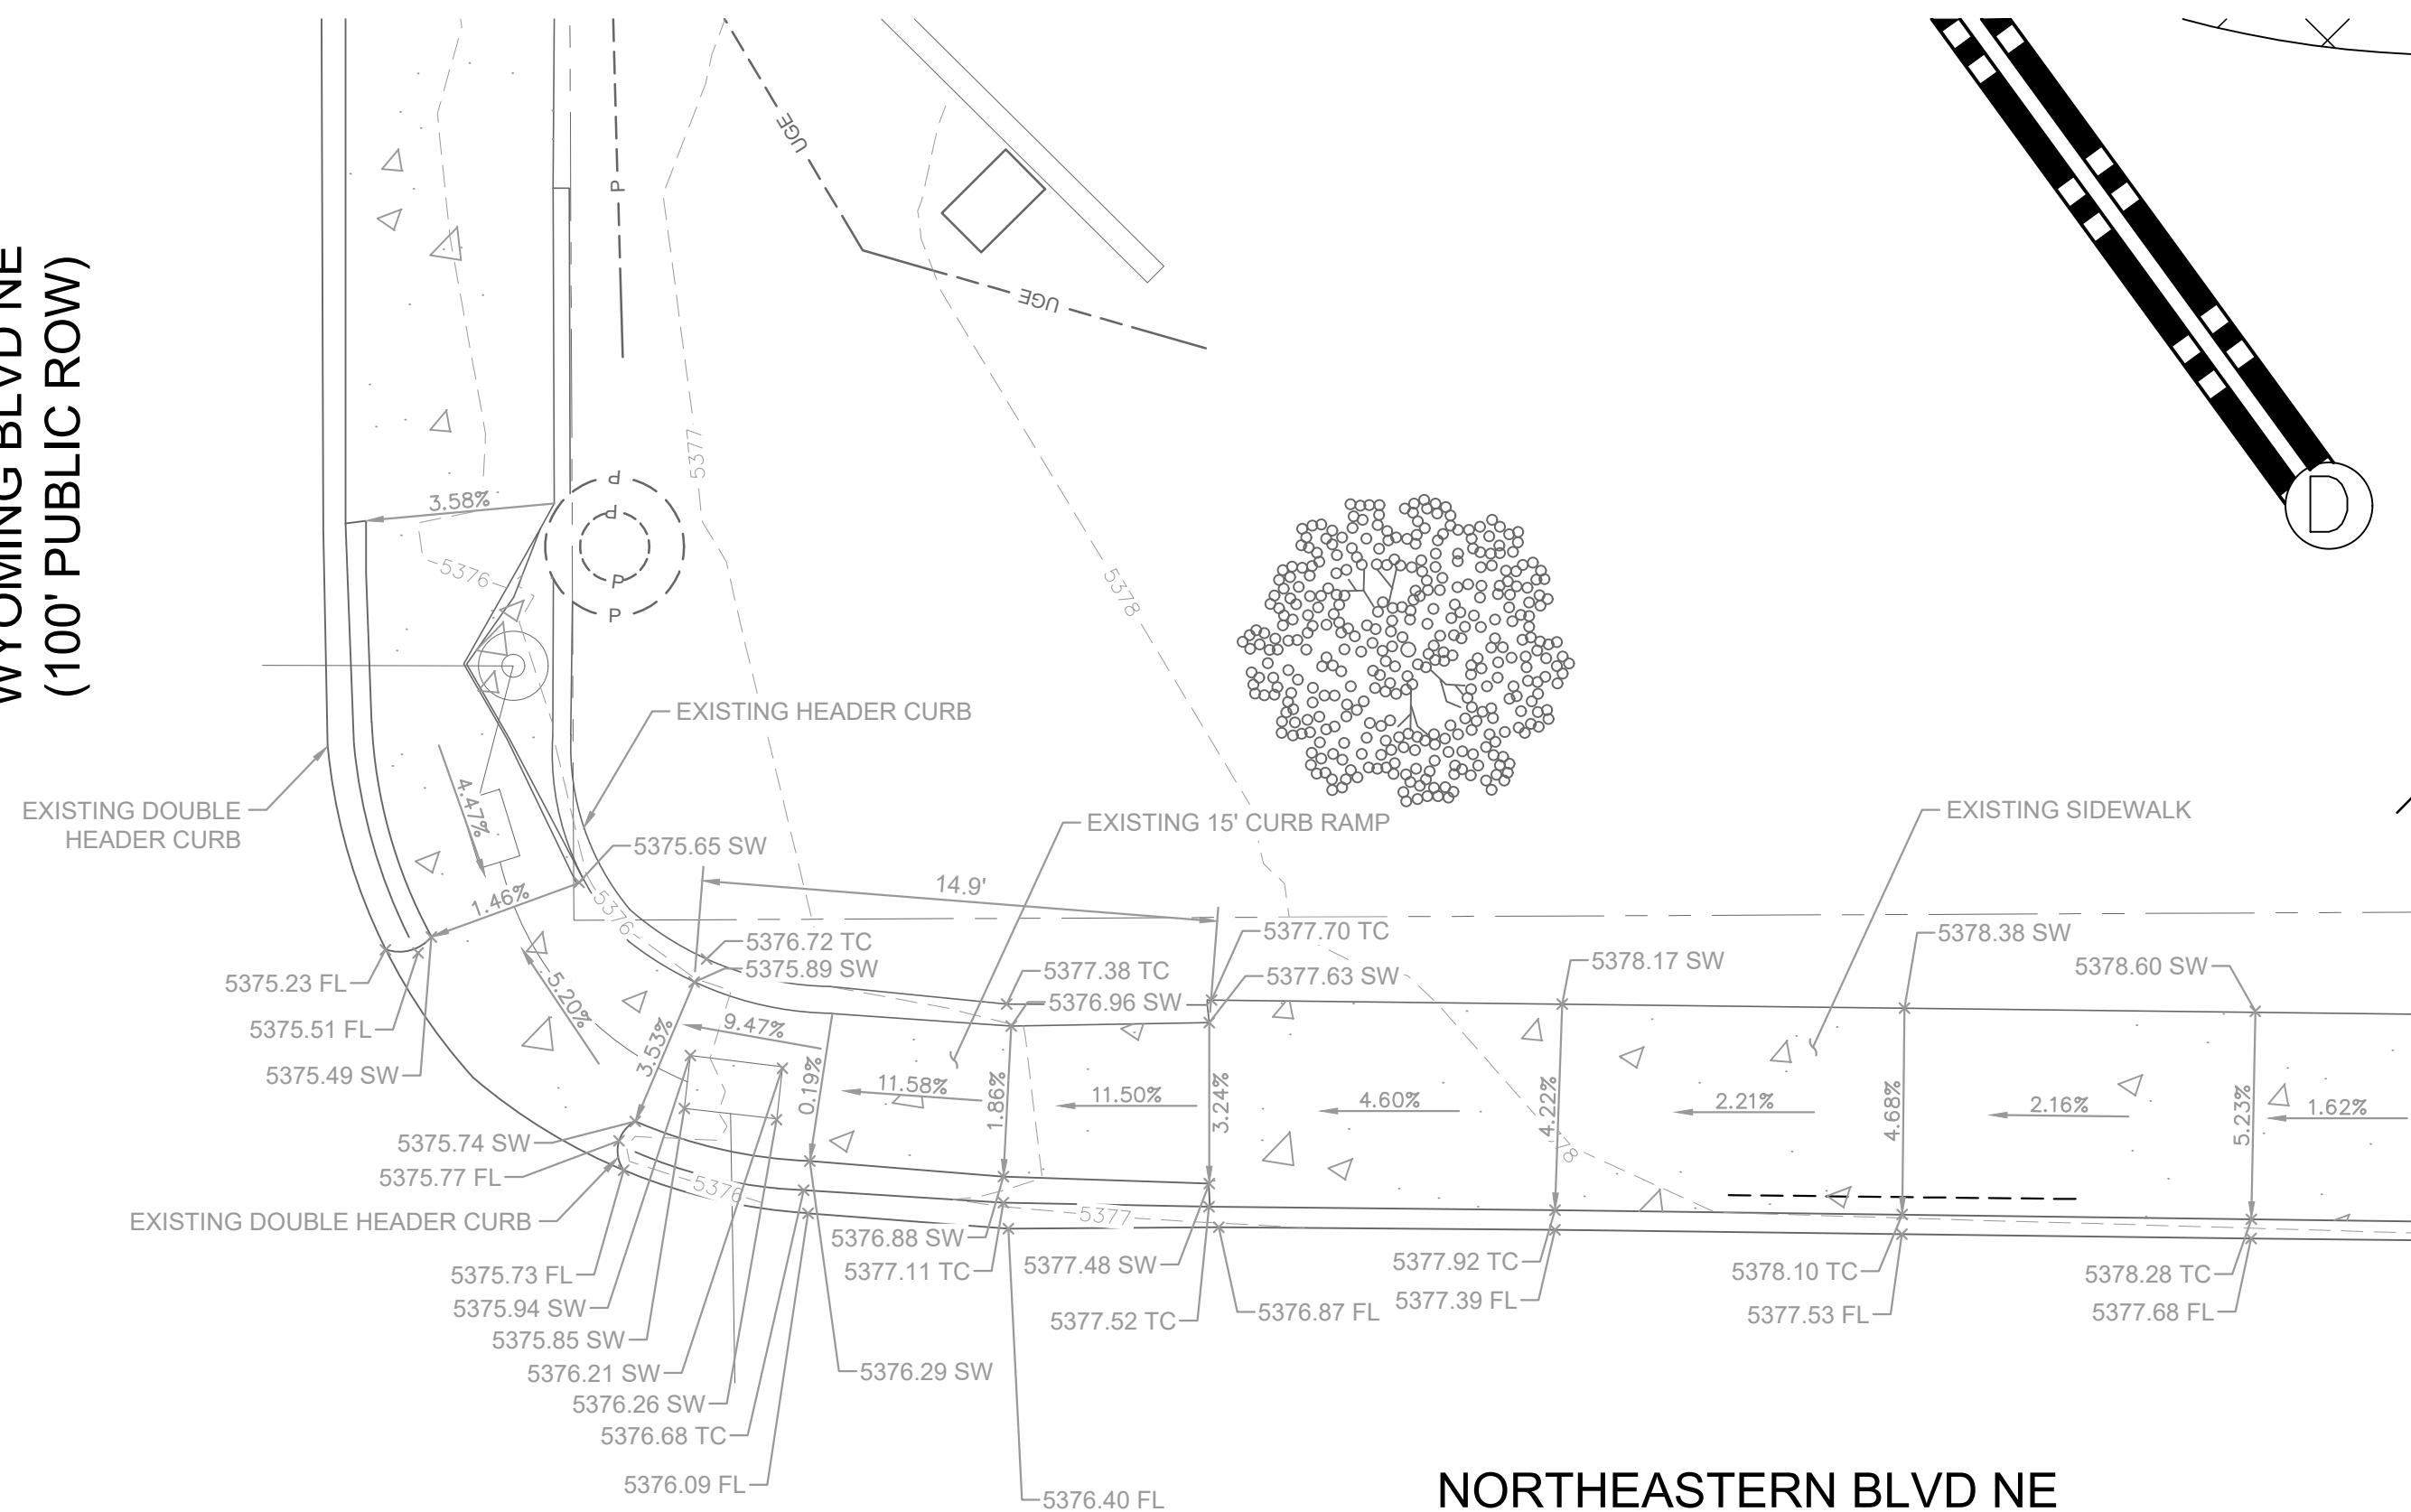 WYOMING BLVD NE
(100' PUBLIC ROW)
P
UGE
UGE
5377
3.58%
P
P
P
P
5376
5378
D
EXISTING HEADER CURB
EXISTING DOUBLE
HEADER CURB
4.47%
EXISTING 15' CURB RAMP
EXISTING SIDEWALK
5375.65 SW
1.46%
5376
14.9'
5376.72 TC
5375.89 SW
5377.38 TC
5376.96 SW
5377.70 TC
5377.63 SW
5378.17 SW
5378.38 SW
5378.60 SW
5375.23 FL
5375.51 FL
5375.49 SW
5.20%
3.53%
9.47%
0.19%
11.58%
1.86%
11.50%
3.24%
4.60%
4.22%
2.21%
4.68%
2.16%
5.23%
1.62%
5375.74 SW
5375.77 FL
EXISTING DOUBLE HEADER CURB
5376
5377
78
5375.73 FL
5375.94 SW
5375.85 SW
5376.21 SW
5376.26 SW
5376.68 TC
5376.09 FL
5376.29 SW
5376.88 SW
5377.11 TC
5376.40 FL
5377.48 SW
5377.52 TC
5376.87 FL
5377.92 TC
5377.39 FL
5378.10 TC
5377.53 FL
5378.28 TC
5377.68 FL
NORTHEASTERN BLVD NE